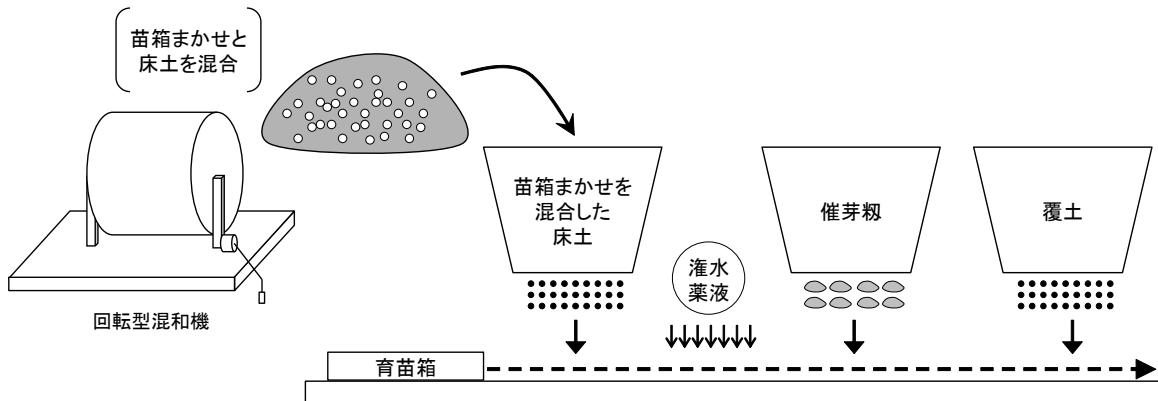 苗箱まかせと
床土を混合
回転型混和機
苗箱まかせを
混合した
床土
潅水
薬液
催芽籾
覆土
育苗箱